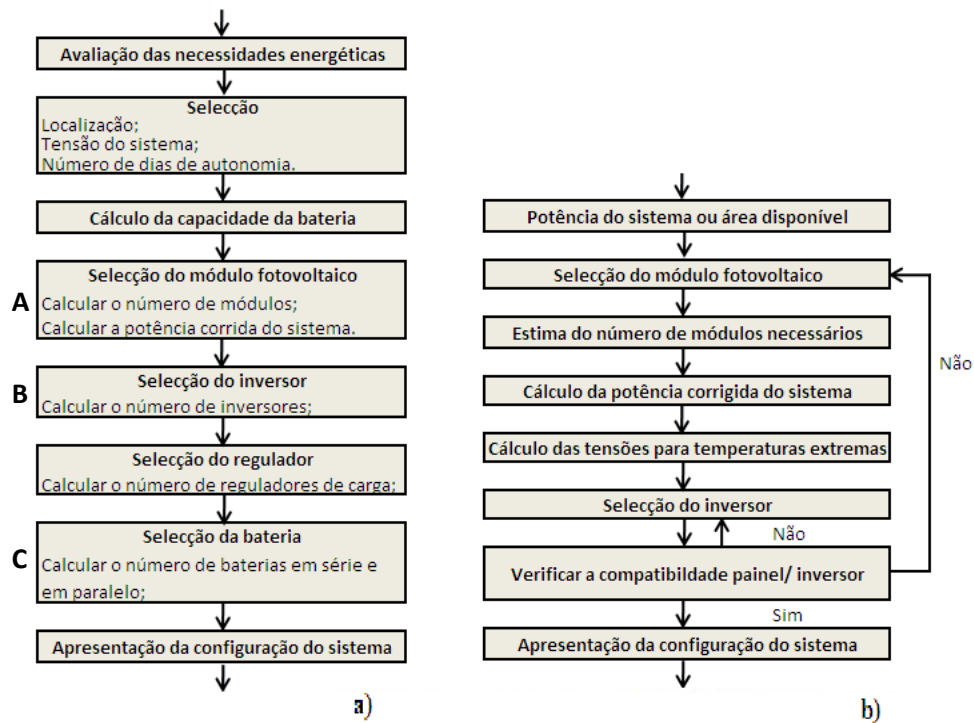 Avaliação das necessidades energéticas
Selecção
Localização;
Tensão do sistema;
Número de dias de autonomia.
Cálculo da capacidade da bateria
A
Selecção do módulo fotovoltaico
Calcular o número de módulos;
Calcular a potência corrida do sistema.
B
Selecção do inversor
Calcular o número de inversores;
Selecção do regulador
Calcular o número de reguladores de carga;
C
Selecção da bateria
Calcular o número de baterias em série e
em paralelo;
Apresentação da configuração do sistema
a)
Potência do sistema ou área disponível
Selecção do módulo fotovoltaico
Estima do número de módulos necessários
Não
Cálculo da potência corrigida do sistema
Cálculo das tensões para temperaturas extremas
Selecção do inversor
Não
Verificar a compatibildade painel/ inversor
Sim
Apresentação da configuração do sistema
b)